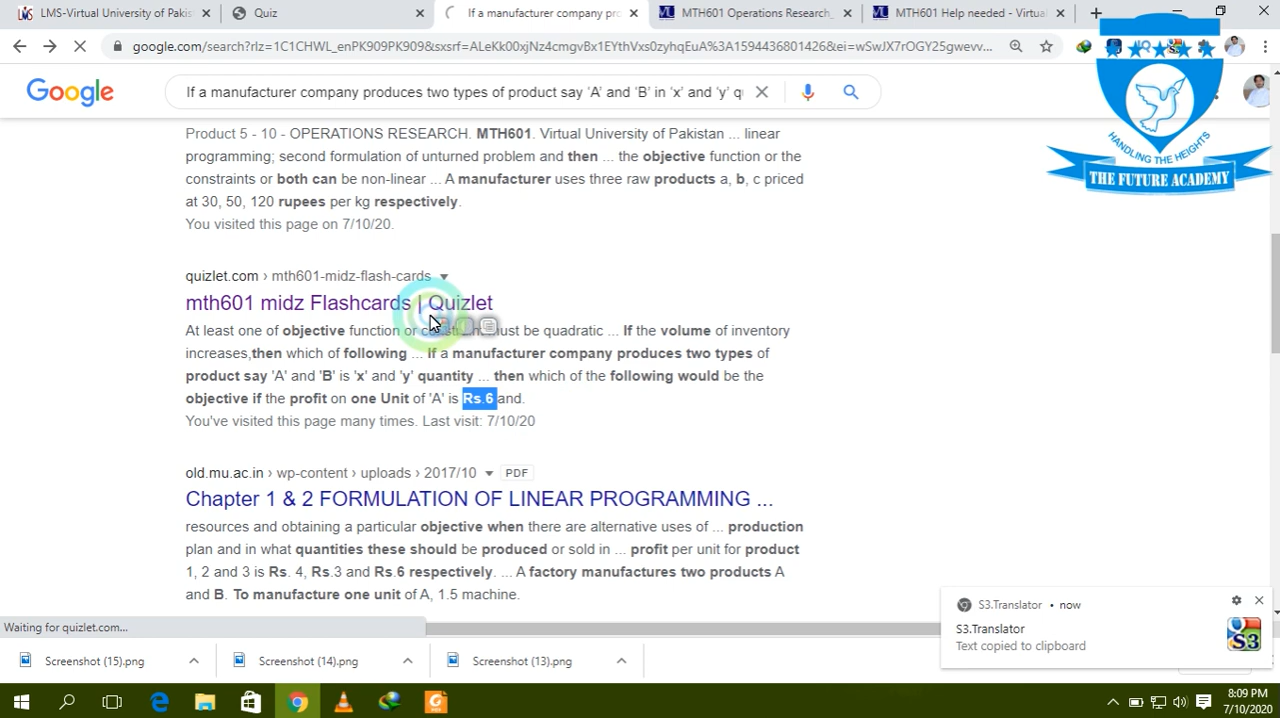 LMS-Virtual University of Pakis
Quiz
If a manufacturer company pro
MTH601 Operations Research_
MTH601 Help needed - Virtual
google.com/search?rlz=1C1CHWL_enPK909PK909&
Google
If a manufacturer company produces two types of product say 'A' and 'B' in 'x' and 'y' q
HANDLING THE HEIGHTS
THE FUTURE ACADEMY
Product 5 - 10 - OPERATIONS RESEARCH. MTH601. Virtual University of Pakistan ... linear
programming; second formulation of unturned problem and then ... the objective function or the
constraints or both can be non-linear ... A manufacturer uses three raw products a, b, c priced
at 30, 50, 120 rupees per kg respectively.
You visited this page on 7/10/20.
quizlet.com › mth601-midz-flash-cards
mth601 midz Flashcards | Quizlet
At least one of objective function or must be quadratic ... If the volume of inventory
increases,then which of following ... If a manufacturer company produces two types of
product say 'A' and 'B' is 'x' and 'y' quantity ... then which of the following would be the
objective if the profit on one Unit of 'A' is Rs.6 and.
You've visited this page many times. Last visit: 7/10/20
old.mu.ac.in › wp-content › uploads › 2017/10 PDF
Chapter 1 & 2 FORMULATION OF LINEAR PROGRAMMING ...
resources and obtaining a particular objective when there are alternative uses of ... production
plan and in what quantities these should be produced or sold in ... profit per unit for product
1, 2 and 3 is Rs. 4, Rs.3 and Rs.6 respectively. ... A factory manufactures two products A
and B. To manufacture one unit of A, 1.5 machine.
S3.Translator • now
S3.Translator
Text copied to clipboard
S3
Waiting for quizlet.com...
Screenshot (15).png
Screenshot (14).png
Screenshot (13).png
8:09 PM
7/10/2020